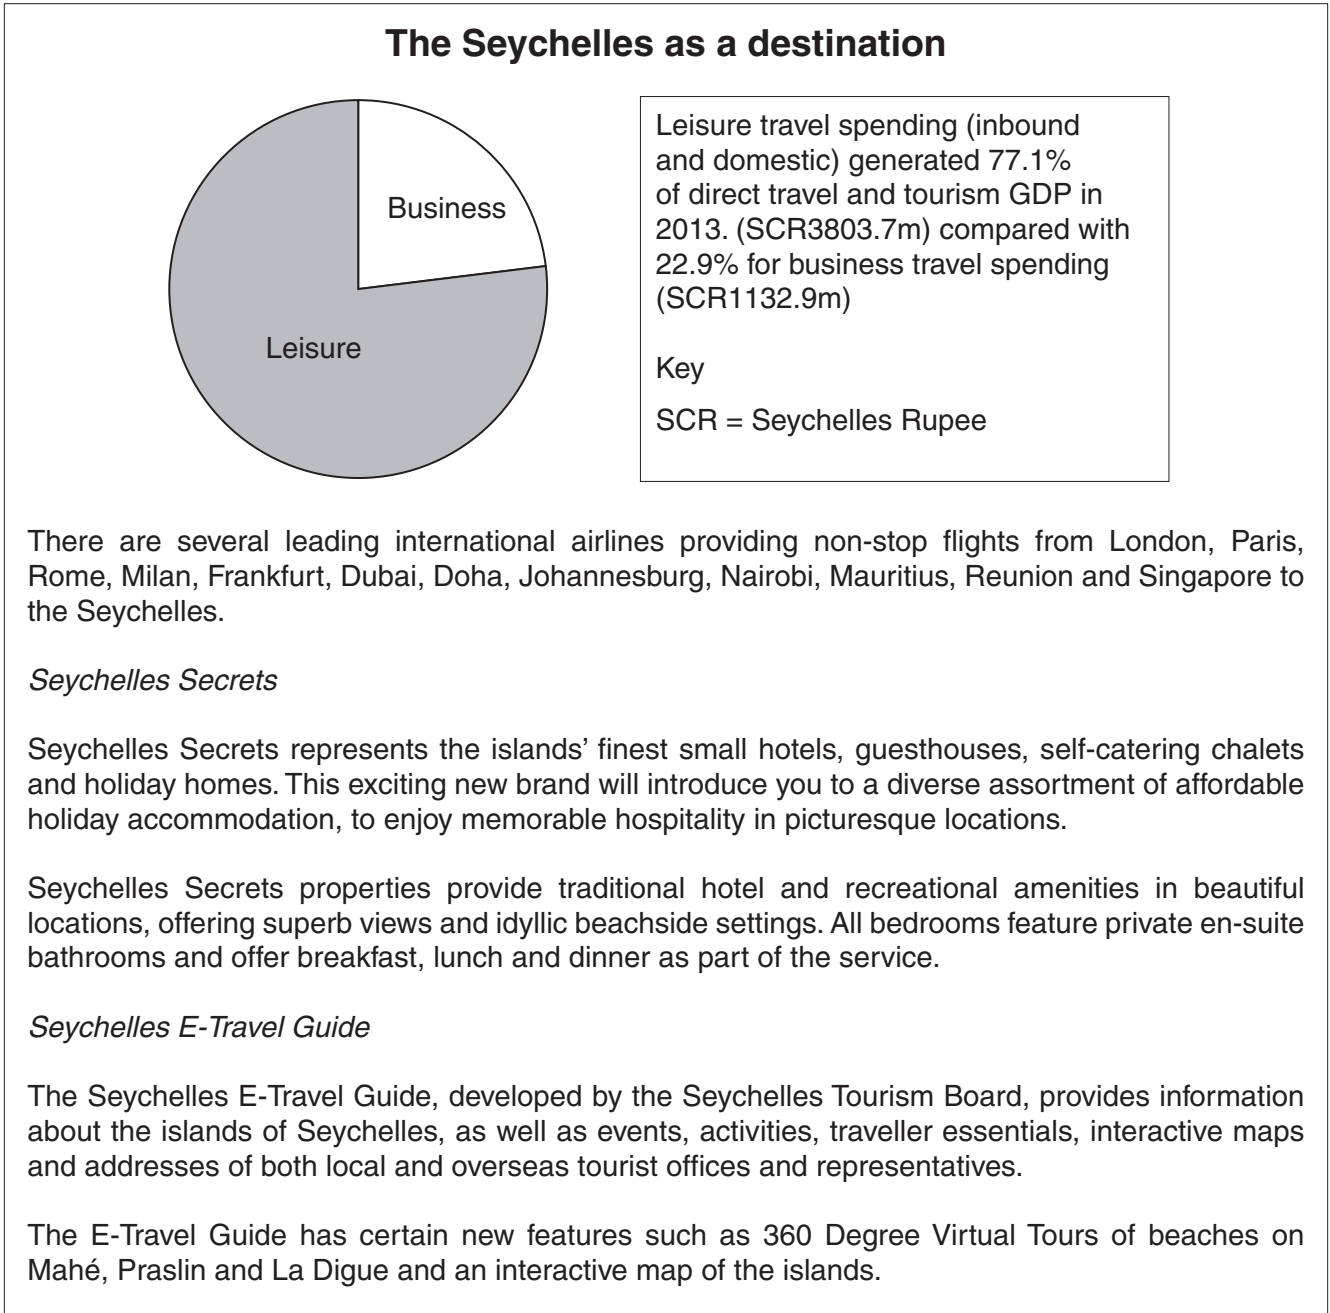 The Seychelles as a destination
Business
Leisure
Leisure travel spending (inbound
and domestic) generated 77.1%
of direct travel and tourism GDP in
2013. (SCR3803.7m) compared with
22.9% for business travel spending
(SCR1132.9m)
Key
SCR = Seychelles Rupee
There are several leading international airlines providing non-stop flights from London, Paris,
Rome, Milan, Frankfurt, Dubai, Doha, Johannesburg, Nairobi, Mauritius, Reunion and Singapore to
the Seychelles.
Seychelles Secrets
Seychelles Secrets represents the islands’ finest small hotels, guesthouses, self-catering chalets
and holiday homes. This exciting new brand will introduce you to a diverse assortment of affordable
holiday accommodation, to enjoy memorable hospitality in picturesque locations.
Seychelles Secrets properties provide traditional hotel and recreational amenities in beautiful
locations, offering superb views and idyllic beachside settings. All bedrooms feature private en-suite
bathrooms and offer breakfast, lunch and dinner as part of the service.
Seychelles E-Travel Guide
The Seychelles E-Travel Guide, developed by the Seychelles Tourism Board, provides information
about the islands of Seychelles, as well as events, activities, traveller essentials, interactive maps
and addresses of both local and overseas tourist offices and representatives.
The E-Travel Guide has certain new features such as 360 Degree Virtual Tours of beaches on
Mahé, Praslin and La Digue and an interactive map of the islands.